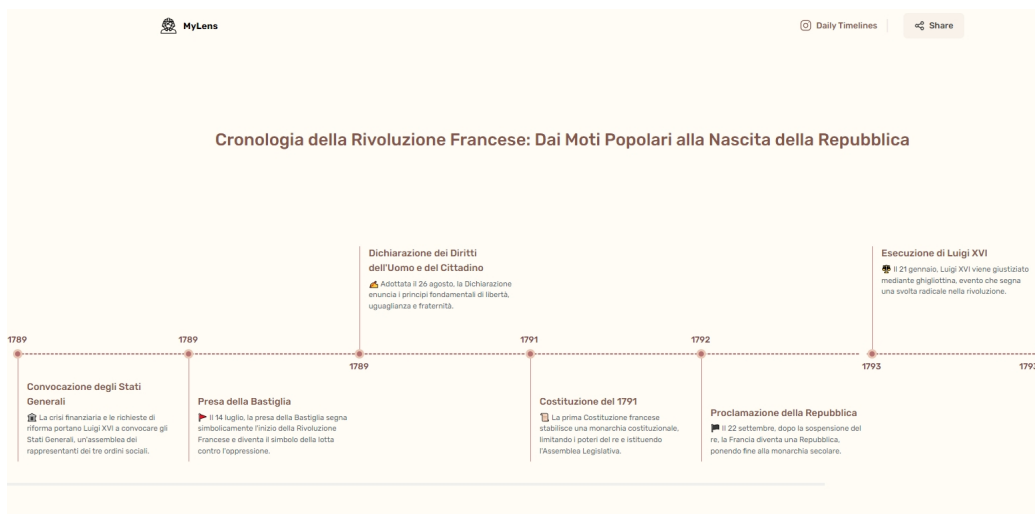 MyLens
Daily Timelines
Share
Cronologia della Rivoluzione Francese: Dai Moti Popolari alla Nascita della Repubblica
Dichiarazione dei Diritti
dell'Uomo e del Cittadino
Adottata il 26 agosto, la Dichiarazione
enuncia i principi fondamentali di libertà,
uguaglianza e fraternità.
Esecuzione di Luigi XVI
Il 21 gennaio, Luigi XVI viene giustiziato
mediante ghigliottina, evento che segna
una svolta radicale nella rivoluzione.
1789
1789
1789
1791
1792
1793
Convocazione degli Stati
Generali
La crisi finanziaria e le richieste di
riforma portano Luigi XVI a convocare gli
Stati Generali, un'assemblea dei
rappresentanti dei tre ordini sociali.
Presa della Bastiglia
Il 14 luglio, la presa della Bastiglia segna
simbolicamente l'inizio della Rivoluzione
Francese e diventa il simbolo della lotta
contro l'oppressione.
Costituzione del 1791
La prima Costituzione francese
stabilisce una monarchia costituzionale,
limitando i poteri del re e istituendo
l'Assemblea Legislativa.
Proclamazione della Repubblica
Il 22 settembre, dopo la sospensione del
re, la Francia diventa una Repubblica,
ponendo fine alla monarchia secolare.